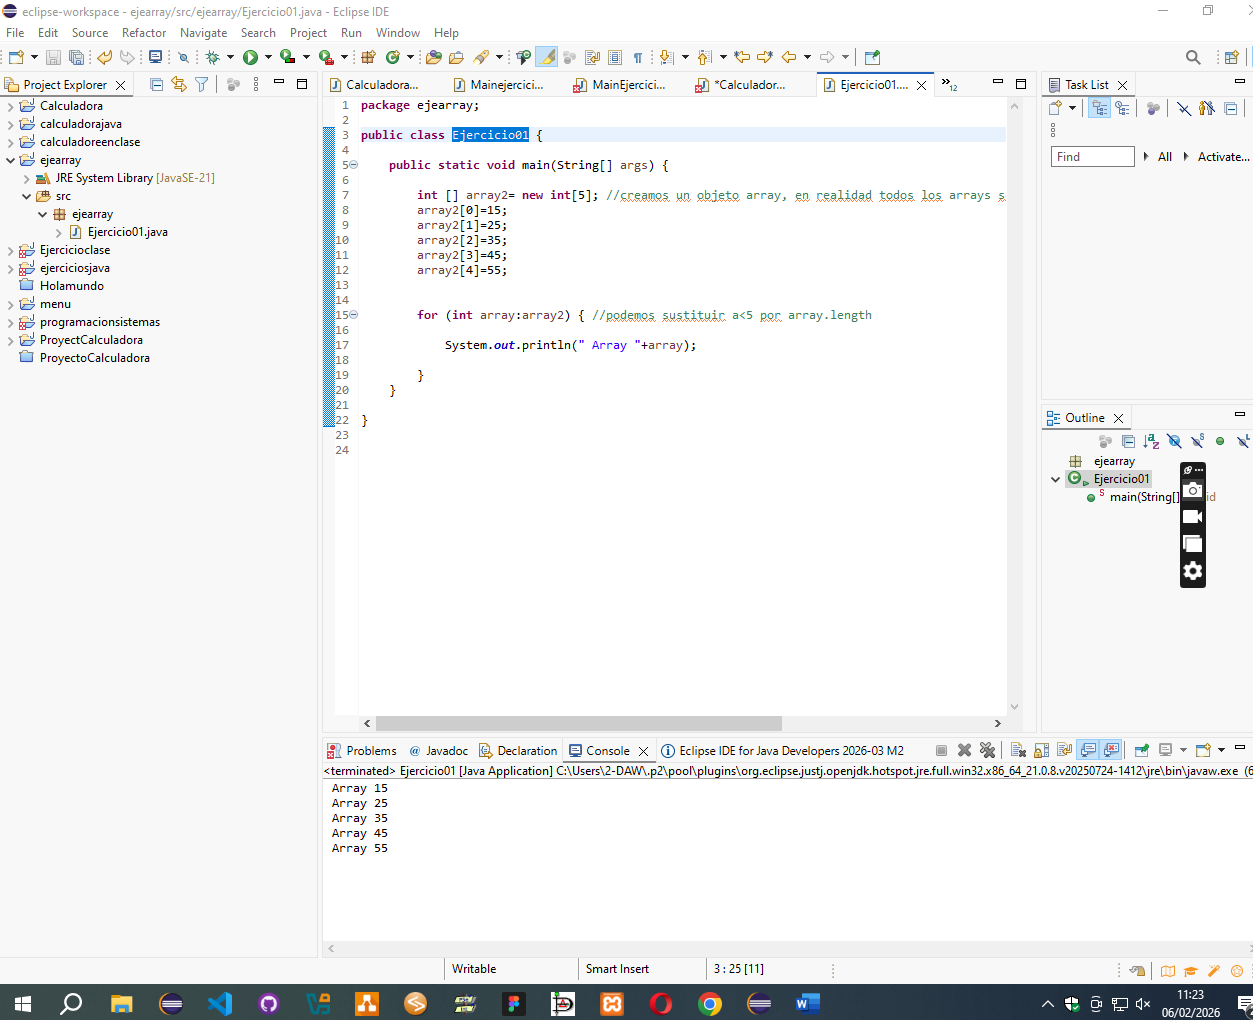 eclipse-workspace - ejearray/src/ejearray/Ejercicio01.java - Eclipse IDE
File Edit Source Refactor Navigate Search Project Run Window Help
Project Explorer
Calculadora
calculadorajava
calculadoreenclase
ejearray
JRE System Library [JavaSE-21]
src
ejearray
Ejercicio01.java
Ejercicioclase
ejerciciosjava
Holamundo
menu
programacionsistemas
ProyectCalculadora
ProyectoCalculadora
Calculadora... Mainejercici... MainEjercici... *Calculador... Ejercicio01.... »12
1 package ejearray;
2
3 public class Ejercicio01 {
4
5 public static void main(String[] args) {
6
7 int [] array2= new int[5]; //creamos un objeto array, en realidad todos los arrays s
8 array2[0]=15;
9 array2[1]=25;
10 array2[2]=35;
11 array2[3]=45;
12 array2[4]=55;
13
14
15 for (int array:array2) { //podemos sustituir a<5 por array.length
16
17 System.out.println(" Array "+array);
18
19 }
20 }
21
22 }
23
24
Task List
Find All Activate...
Outline
ejearray
Ejercicio01
main(String[] id
Problems @ Javadoc Declaration Console Eclipse IDE for Java Developers 2026-03 M2
<terminated> Ejercicio01 [Java Application] C:\Users\2-DAW\.p2\pool\plugins\org.eclipse.justj.openjdk.hotspot.jre.full.win32.x86_64_21.0.8.v20250724-1412\jre\bin\javaw.exe (6
Array 15
Array 25
Array 35
Array 45
Array 55
Writable Smart Insert 3 : 25 [11]
11:23
06/02/2026